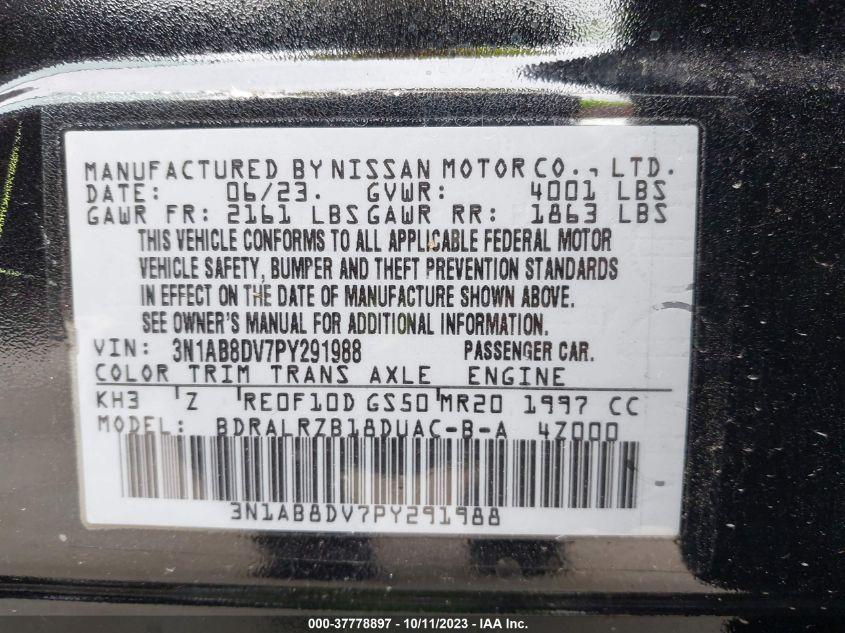 MANUFACTURED BY NISSAN MOTOR CO., LTD.
DATE: 06/23. GVWR: 4001 LBS
GAWR FR: 2161 LBS GAWR RR: 1863 LBS
THIS VEHICLE CONFORMS TO ALL APPLICABLE FEDERAL MOTOR
VEHICLE SAFETY, BUMPER AND THEFT PREVENTION STANDARDS
IN EFFECT ON THE DATE OF MANUFACTURE SHOWN ABOVE.
SEE OWNER'S MANUAL FOR ADDITIONAL INFORMATION.
VIN: 3N1AB8DV7PY291988 PASSENGER CAR.
COLOR TRIM TRANS AXLE ENGINE
KH3 'Z 'RE0F10D GS50'MR20 1997 CC
MODEL: BDRALRZB18DUAC-B-A 4Z000
3N1AB8DV7PY291988
000-37778897 - 10/11/2023 - IAA Inc.